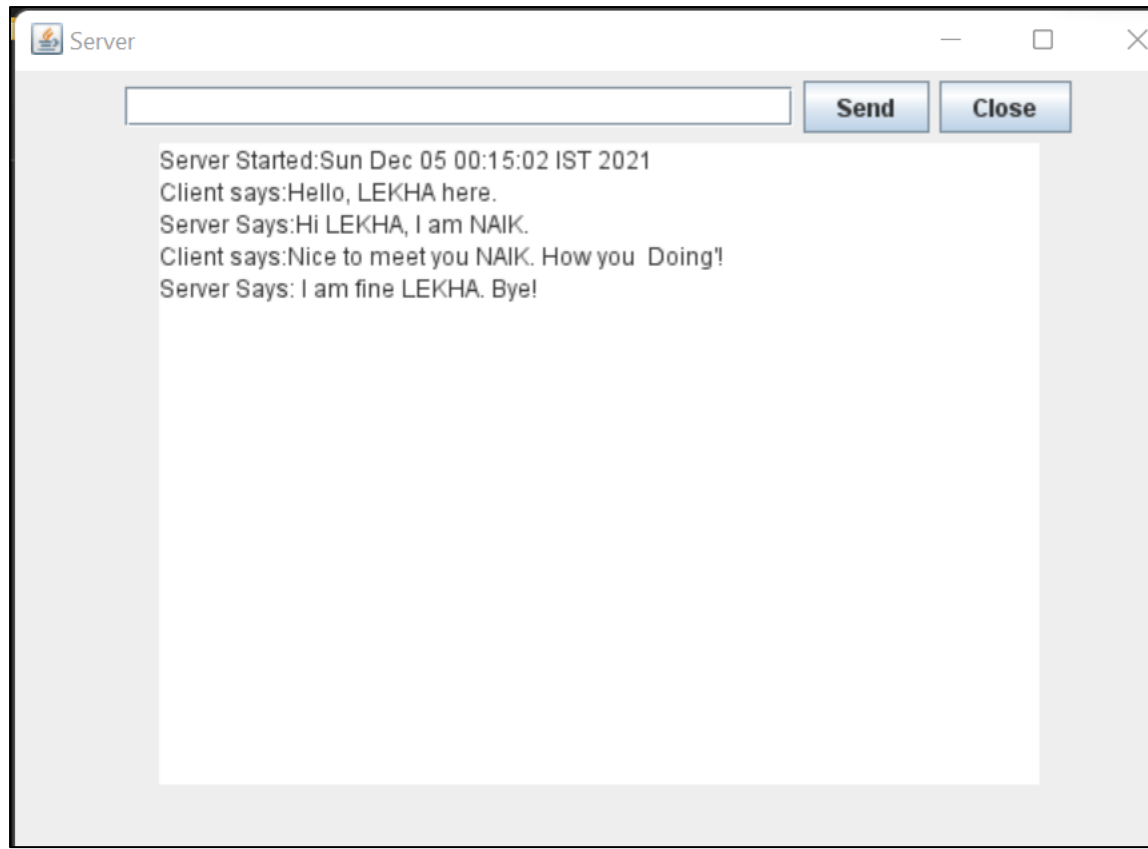 Server
Send Close
Server Started:Sun Dec 05 00:15:02 IST 2021
Client says:Hello, LEKHA here.
Server Says:Hi LEKHA, I am NAIK.
Client says:Nice to meet you NAIK. How you  Doing'!
Server Says: I am fine LEKHA. Bye!